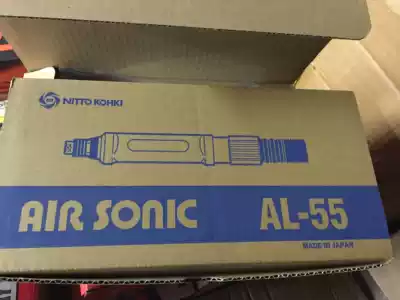 NITTO KOHKI
AIR SONIC AL-55
MADE IN JAPAN